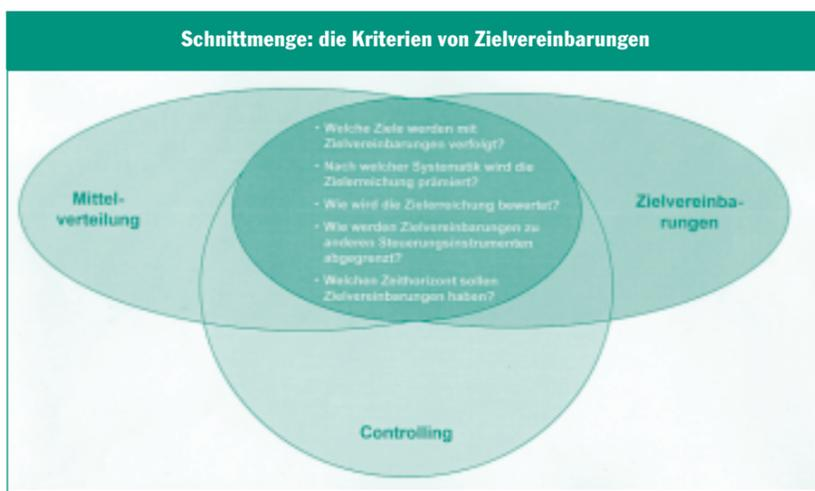 Schnittmenge: die Kriterien von Zielvereinbarungen
• Welche Ziele werden mit
Zielvereinbarungen verfolgt?
• Nach welcher Systematik wird die
Zielerreichung prämiert?
• Wie wird die Zielerreichung bewertet?
• Wie werden Zielvereinbarungen zu
anderen Steuerungsinstrumenten
abgegrenzt?
• Welchen Zeithorizont sollen
Zielvereinbarungen haben?
Mittel-
verteilung
Zielvereinba-
rungen
Controlling